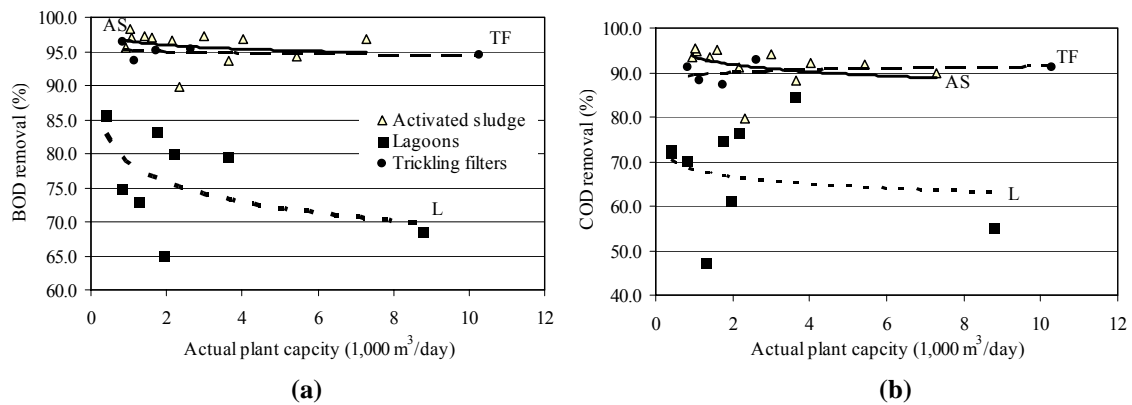 100.0
95.0
90.0
85.0
80.0
75.0
70.0
65.0
60.0
BOD removal (%)
AS
TF
L
Activated sludge
Lagoons
Trickling filters
0 2 4 6 8 10 12
Actual plant capcity (1,000 m³/day)
(a)
100.0
90.0
80.0
70.0
60.0
50.0
40.0
COD removal (%)
TF
AS
L
0 2 4 6 8 10 12
Actual plant capcity (1,000 m³/day)
(b)